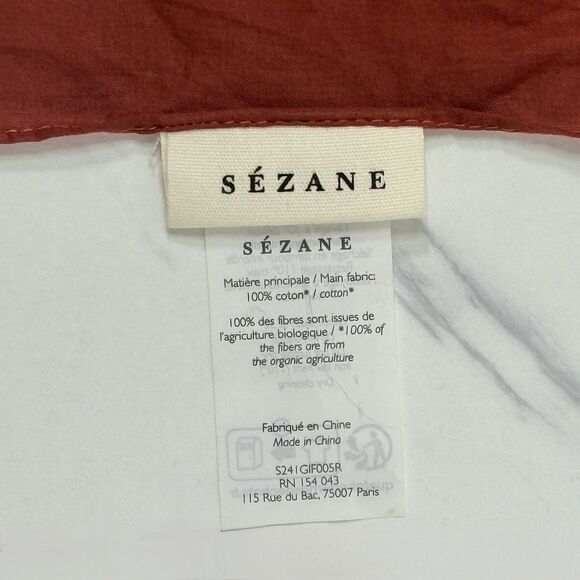 SÉZANE
SÉZANE
Matière principale / Main fabric:
100% coton* / cotton*
100% des fibres sont issues de
l'agriculture biologique / *100% of
the fibers are from
the organic agriculture
Fabriqué en Chine
Made in China
S241GIF005R
RN 154 043
115 Rue du Bac, 75007 Paris